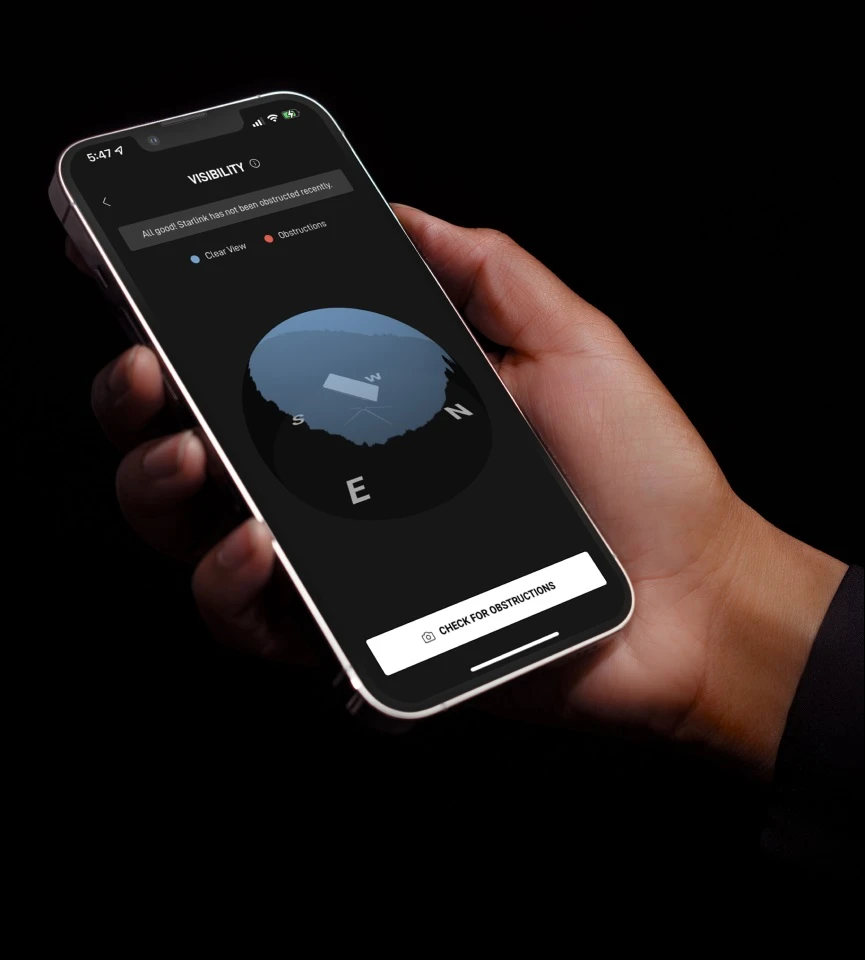 5:47
VISIBILITY
All good! Starlink has not been obstructed recently.
Clear View
Obstructions
W
S
N
E
CHECK FOR OBSTRUCTIONS